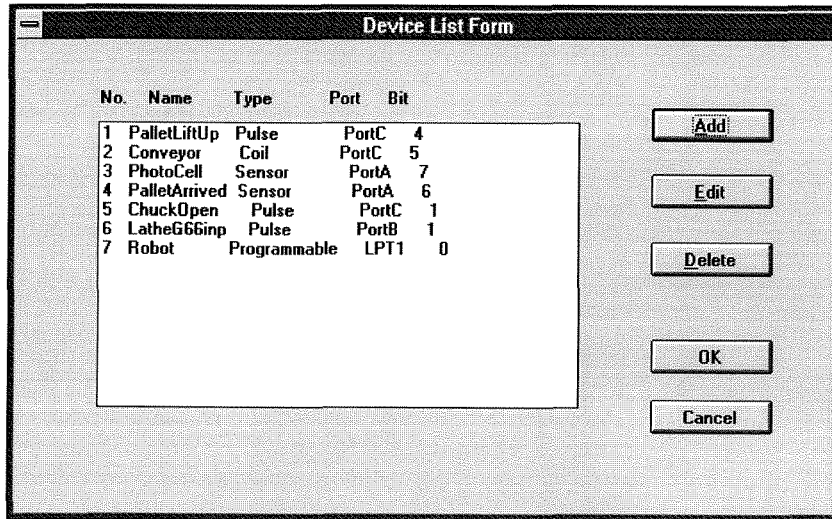 Device List Form
No. Name Type Port Bit
1 PalletLiftUp Pulse PortC 4
2 Conveyor Coil PortC 5
3 PhotoCell Sensor PortA 7
4 PalletArrived Sensor PortA 6
5 ChuckOpen Pulse PortC 1
6 LatheG66inp Pulse PortB 1
7 Robot Programmable LPT1 0
Add
Edit
Delete
OK
Cancel